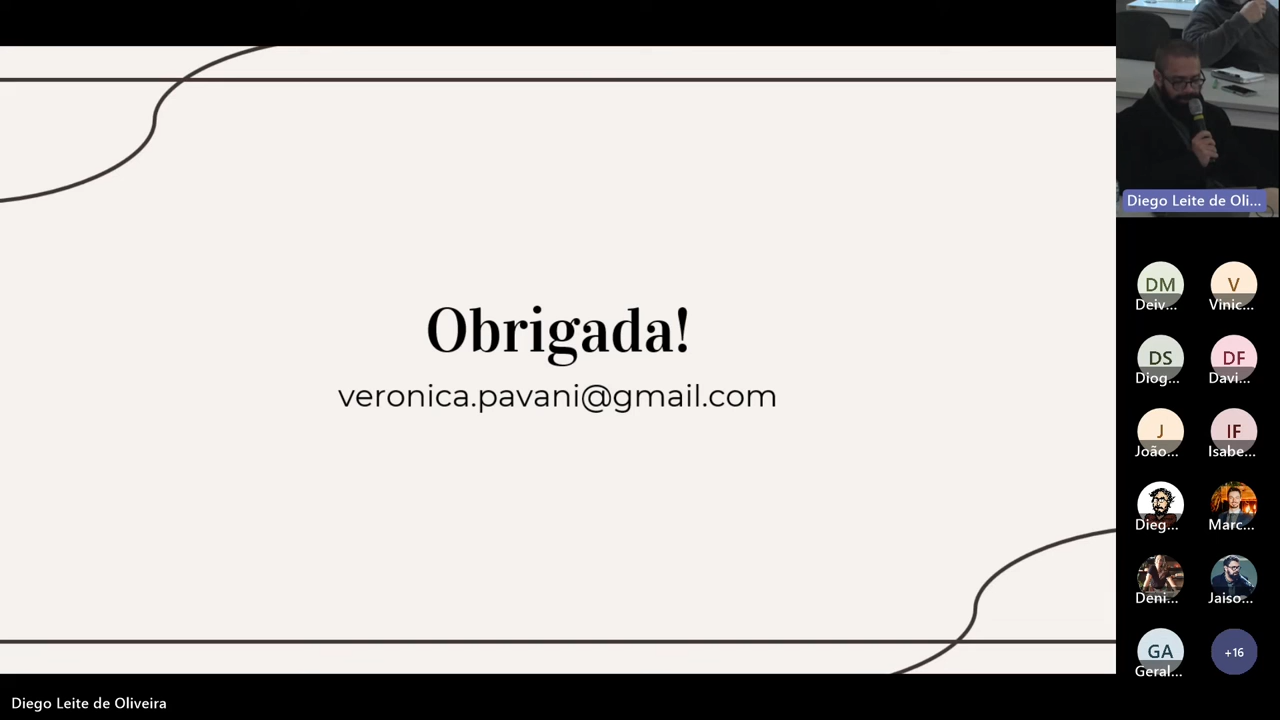 Obrigada!
veronica.pavani@gmail.com
Diego Leite de Oli...
DM
Deiv...
V
Vinic...
DS
Diog...
DF
Davi...
J
João...
IF
Isabe...
Dieg...
Marc...
Deni...
Jaiso...
GA
Geral...
+16
Diego Leite de Oliveira